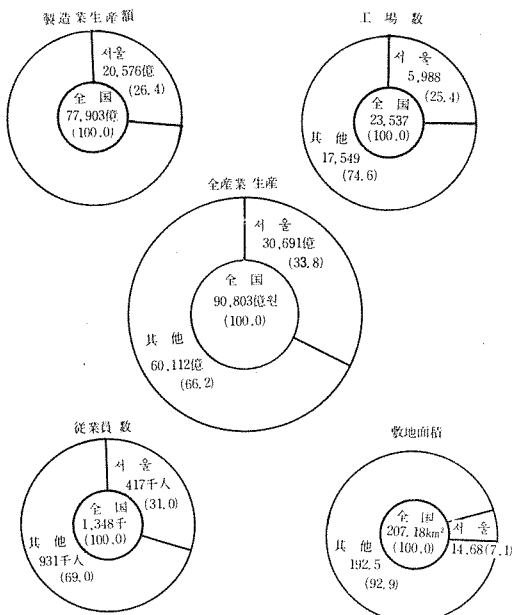 製造業生産額
서울
20,576億
(26.4)
全国
77,903億
(100.0)
工場数
서울
5,988
(25.4)
全国
23,537
(100.0)
其他
17,549
(74.6)
全産業 生産
서울
30,691億
(33.8)
全国
90,803億원
(100.0)
其他
60,112億
(66.2)
従業員数
서울
417千人
(31.0)
全国
1,348千
(100.0)
其他
931千人
(69.0)
敷地面積
全国
207.18km²
(100.0)
서울
14.68(7.1)
其他
192.5
(92.9)